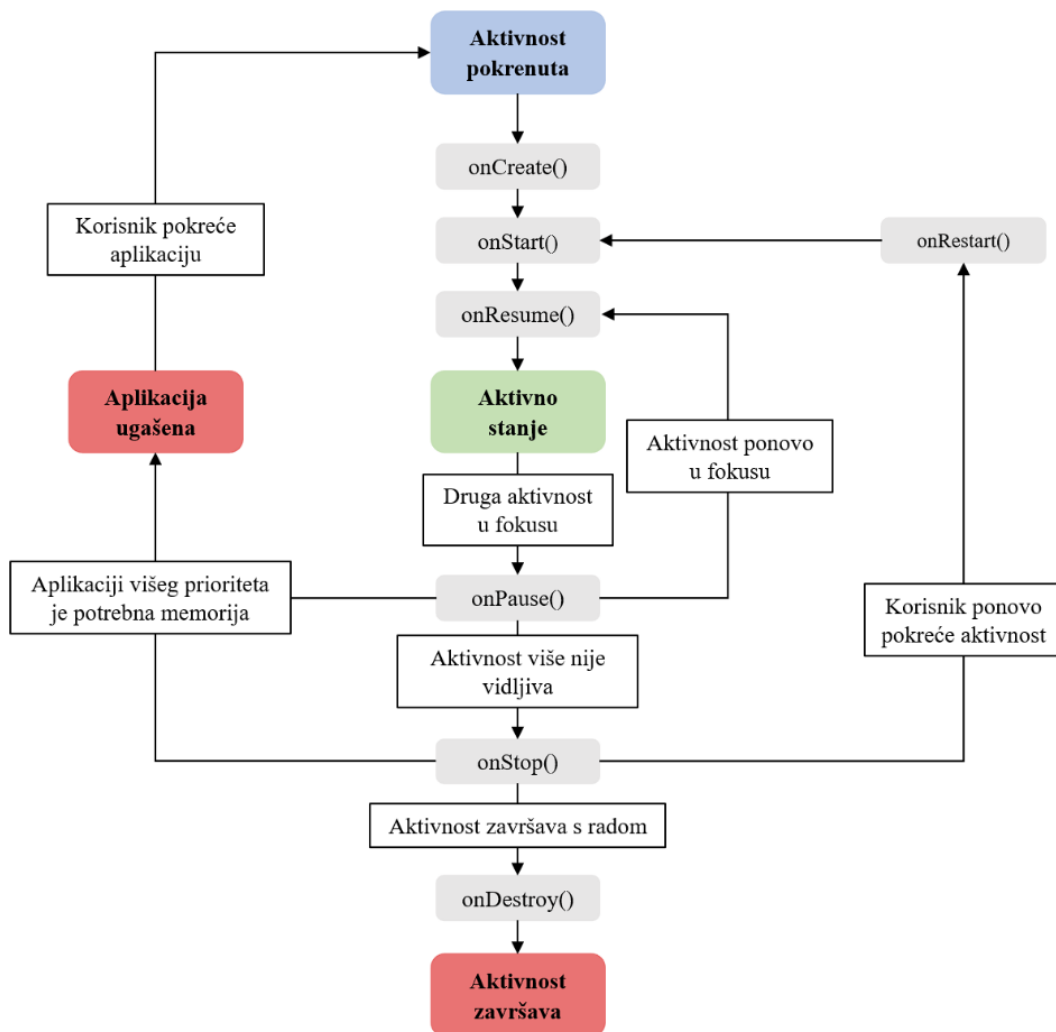 Aktivnost
pokrenuta
onCreate()
Korisnik pokreće
aplikaciju
onStart()
onRestart()
onResume()
Aplikacija
ugašena
Aktivno
stanje
Aktivnost ponovo
u fokusu
Druga aktivnost
u fokusu
Aplikaciji višeg prioriteta
je potrebna memorija
onPause()
Korisnik ponovo
pokreće aktivnost
Aktivnost više nije
vidljiva
onStop()
Aktivnost završava s radom
onDestroy()
Aktivnost
završava